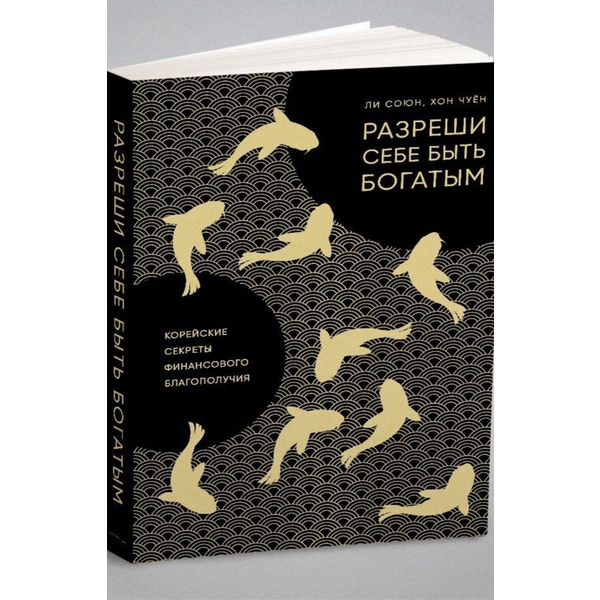 ЛИ СОЮН, ХОН ЧУЁН
РАЗРЕШИ
СЕБЕ БЫТЬ
БОГАТЫМ
КОРЕЙСКИЕ
СЕКРЕТЫ
ФИНАНСОВОГО
БЛАГОПОЛУЧИЯ
РАЗРЕШИ СЕБЕ БЫТЬ БОГАТЫМ